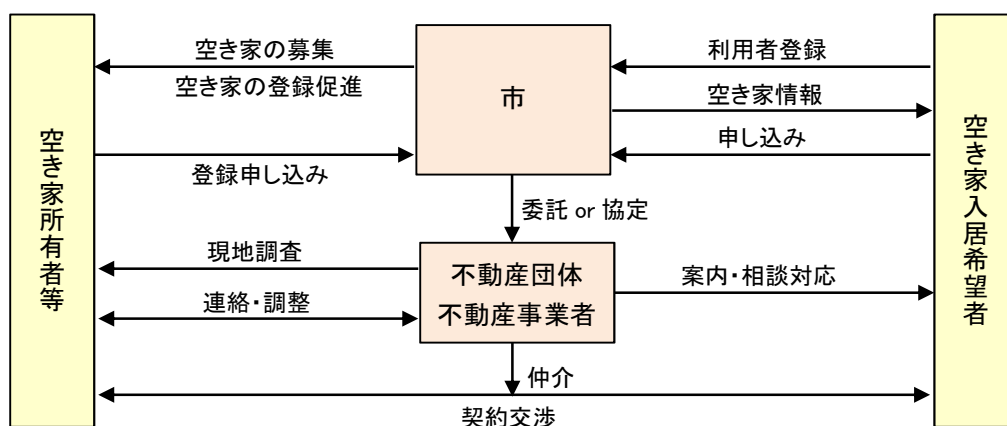 空き家所有者等
空き家の募集
空き家の登録促進
登録申し込み
市
利用者登録
空き家情報
申し込み
委託 or 協定
現地調査
連絡・調整
不動産団体
不動産事業者
案内・相談対応
仲介
契約交渉
空き家入居希望者